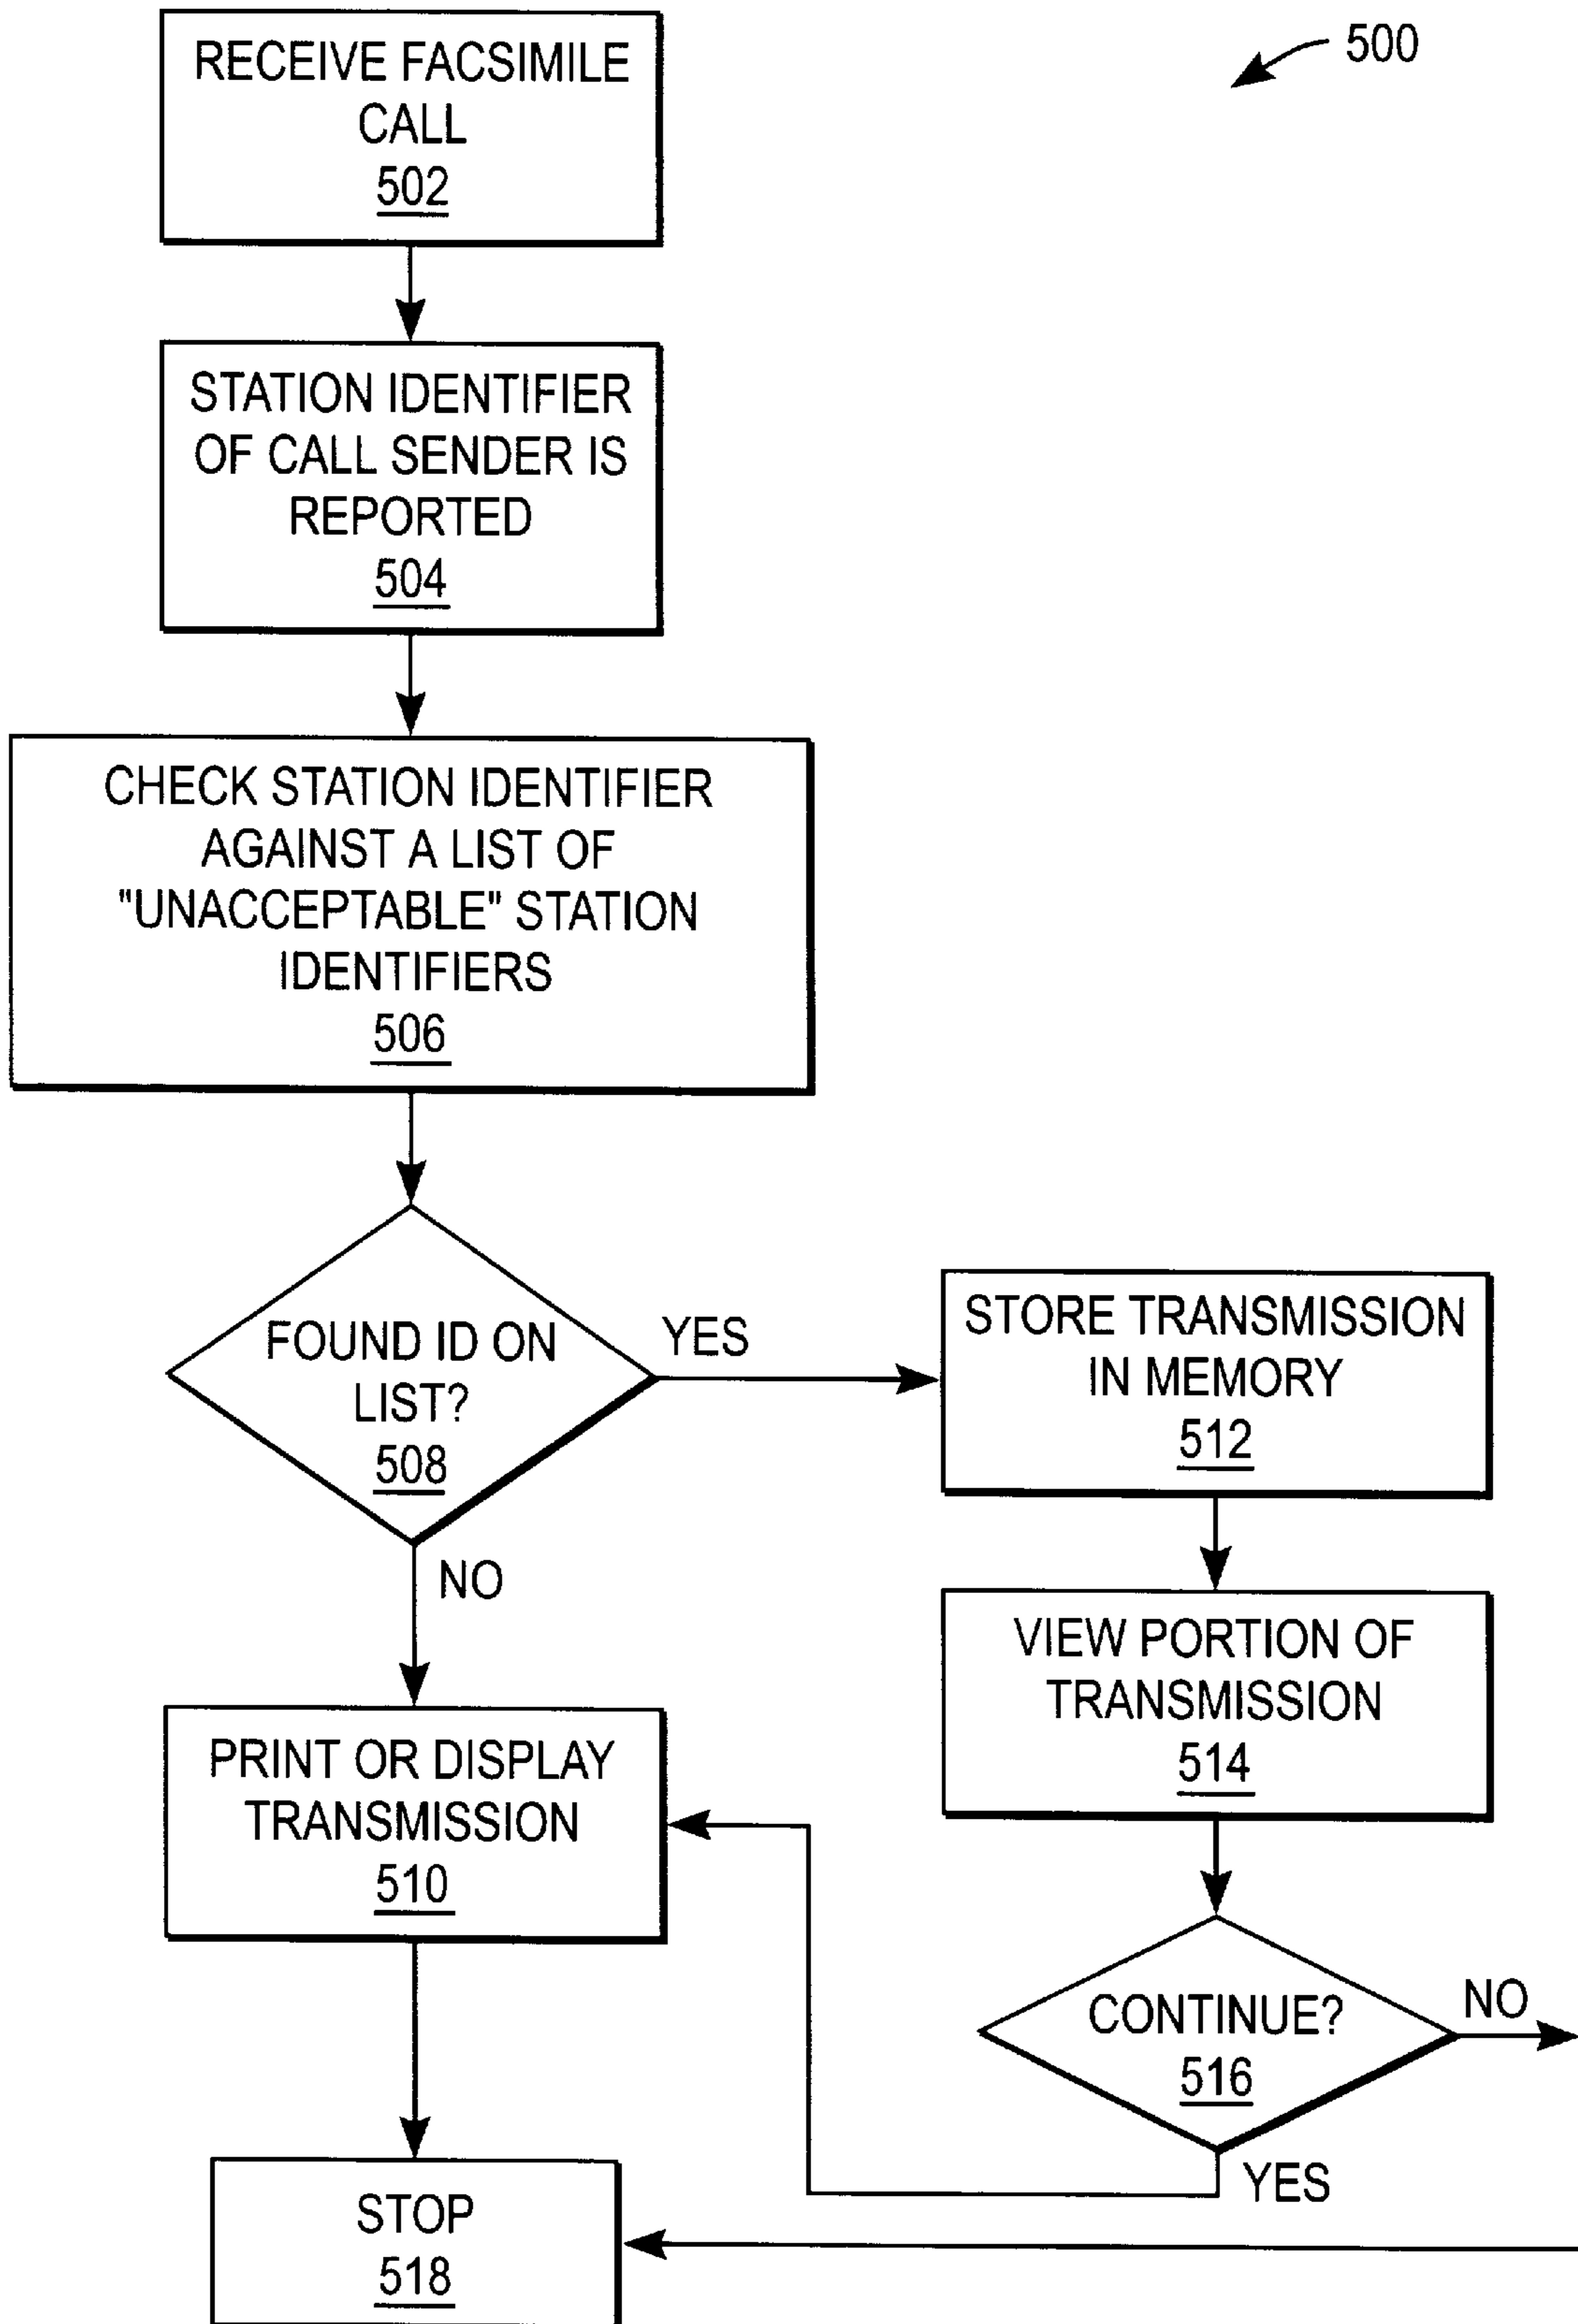 500
RECEIVE FACSIMILE
CALL
502
STATION IDENTIFIER
OF CALL SENDER IS
REPORTED
504
CHECK STATION IDENTIFIER
AGAINST A LIST OF
"UNACCEPTABLE" STATION
IDENTIFIERS
506
FOUND ID ON
LIST?
508
YES
NO
STORE TRANSMISSION
IN MEMORY
512
VIEW PORTION OF
TRANSMISSION
514
PRINT OR DISPLAY
TRANSMISSION
510
CONTINUE?
516
NO
YES
STOP
518